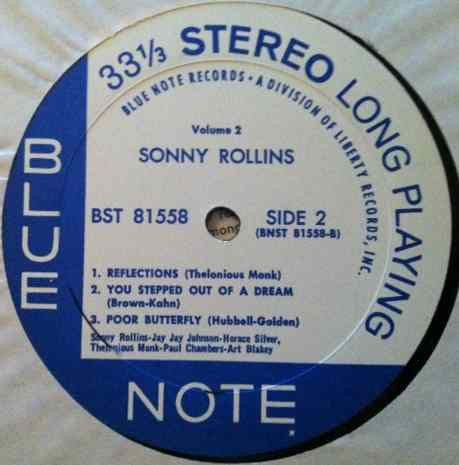 33⅓ STEREO LONG PLAYING
BLUE NOTE RECORDS • A DIVISION OF LIBERTY RECORDS, INC.
Volume 2
SONNY ROLLINS
BST 81558
SIDE 2
(BNST 81558-B)
mono
1. REFLECTIONS (Thelonious Monk)
2. YOU STEPPED OUT OF A DREAM
(Brown-Kahn)
3. POOR BUTTERFLY (Hubbell-Golden)
Sonny Rollins-Jay Jay Johnson-Horace Silver,
Thelonious Monk-Paul Chambers-Art Blakey
BLUE
NOTE